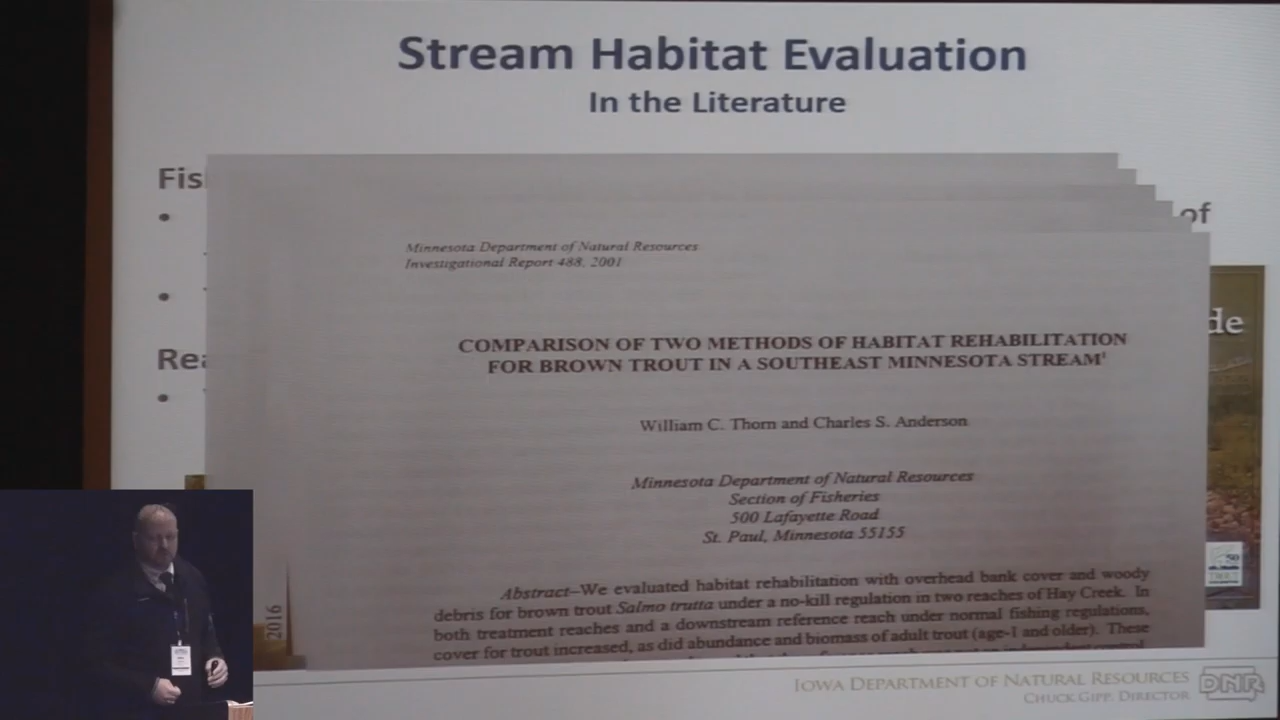 Stream Habitat Evaluation
In the Literature
Fis
of
Minnesota Department of Natural Resources
Investigational Report 488, 2001
de
COMPARISON OF TWO METHODS OF HABITAT REHABILITATION
FOR BROWN TROUT IN A SOUTHEAST MINNESOTA STREAM¹
Rea
William C. Thorn and Charles S. Anderson
Minnesota Department of Natural Resources
Section of Fisheries
500 Lafayette Road
St. Paul, Minnesota 55155
50
TROUT
Abstract–We evaluated habitat rehabilitation with overhead bank cover and woody
debris for brown trout Salmo trutta under a no-kill regulation in two reaches of Hay Creek. In
both treatment reaches and a downstream reference reach under normal fishing regulations,
cover for trout increased, as did abundance and biomass of adult trout (age-1 and older). These
2016
IOWA DEPARTMENT OF NATURAL RESOURCES
CHUCK GIPP, DIRECTOR
DNR